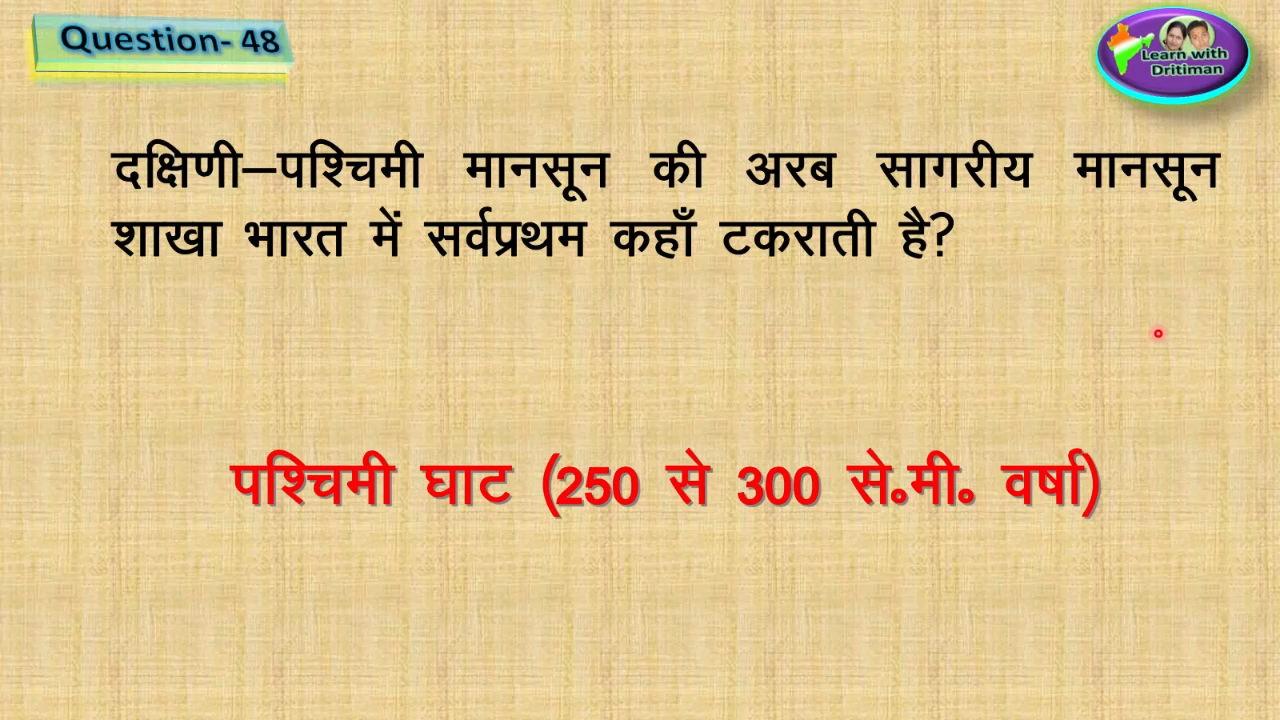 Question- 48
Learn with
Dritiman
दक्षिणी–पश्चिमी मानसून की अरब सागरीय मानसून
शाखा भारत में सर्वप्रथम कहाँ टकराती है?
पश्चिमी घाट (250 से 300 से॰मी॰ वर्षा)